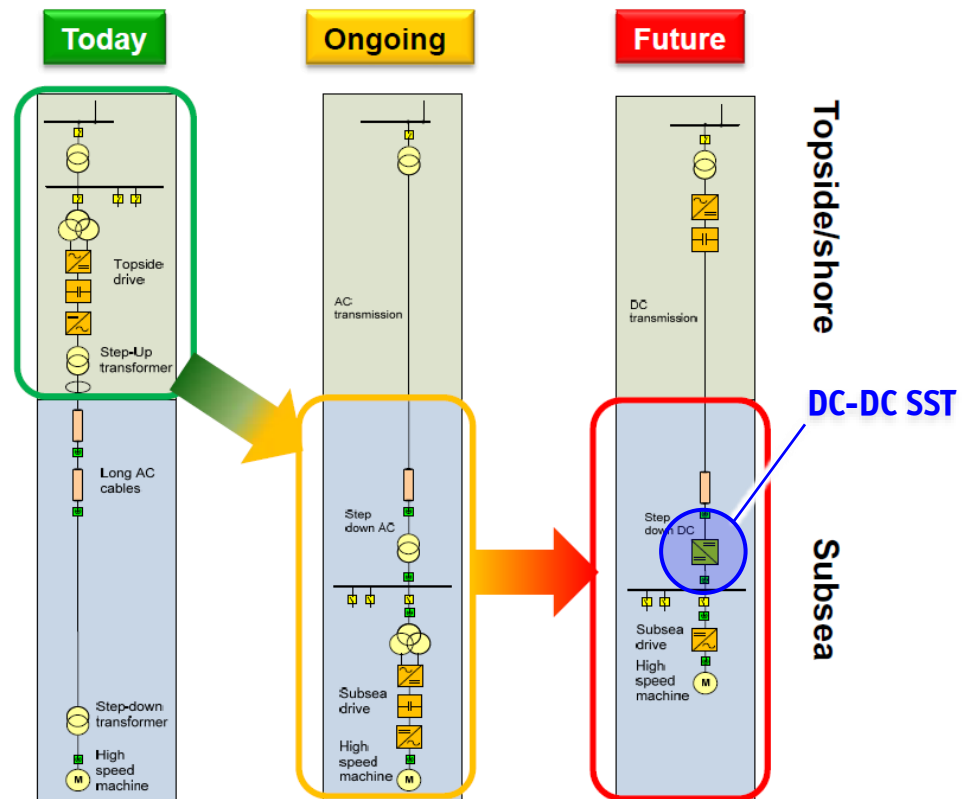 Today
Ongoing
Future
Topside/shore
Topside
drive
Step-Up
transformer
Long AC
cables
Step-down
transformer
High
speed
machine
M
AC
transmission
Step
down AC
Subsea
drive
High
speed
machine
M
DC
transmission
DC-DC SST
Step
down DC
Subsea
drive
High
speed
machine
M
Subsea